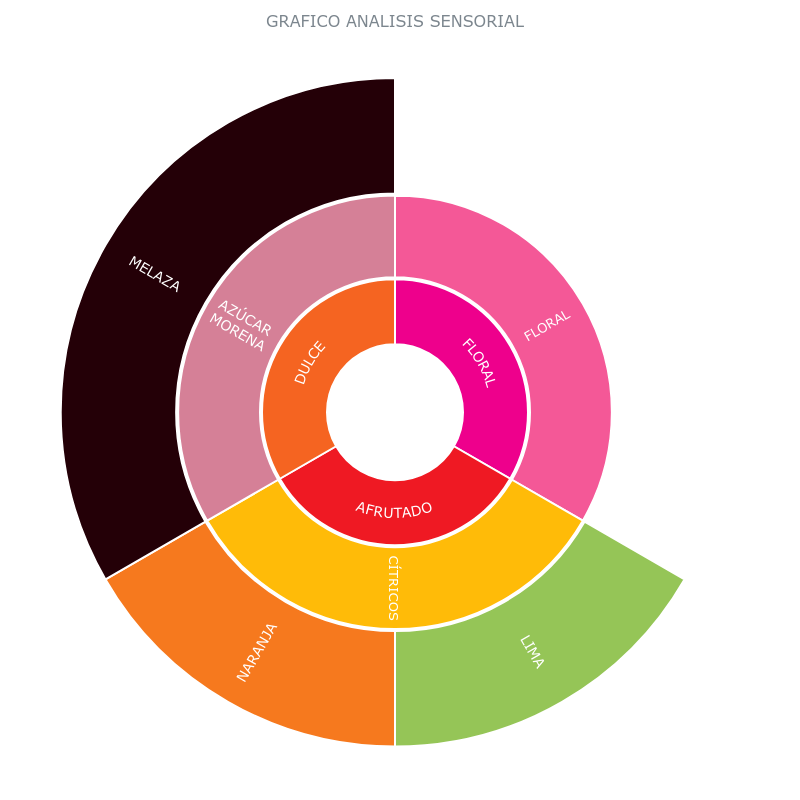 GRAFICO ANALISIS SENSORIAL
MELAZA
AZÚCAR
MORENA
DULCE
FLORAL
FLORAL
AFRUTADO
CÍTRICOS
NARANJA
LIMA